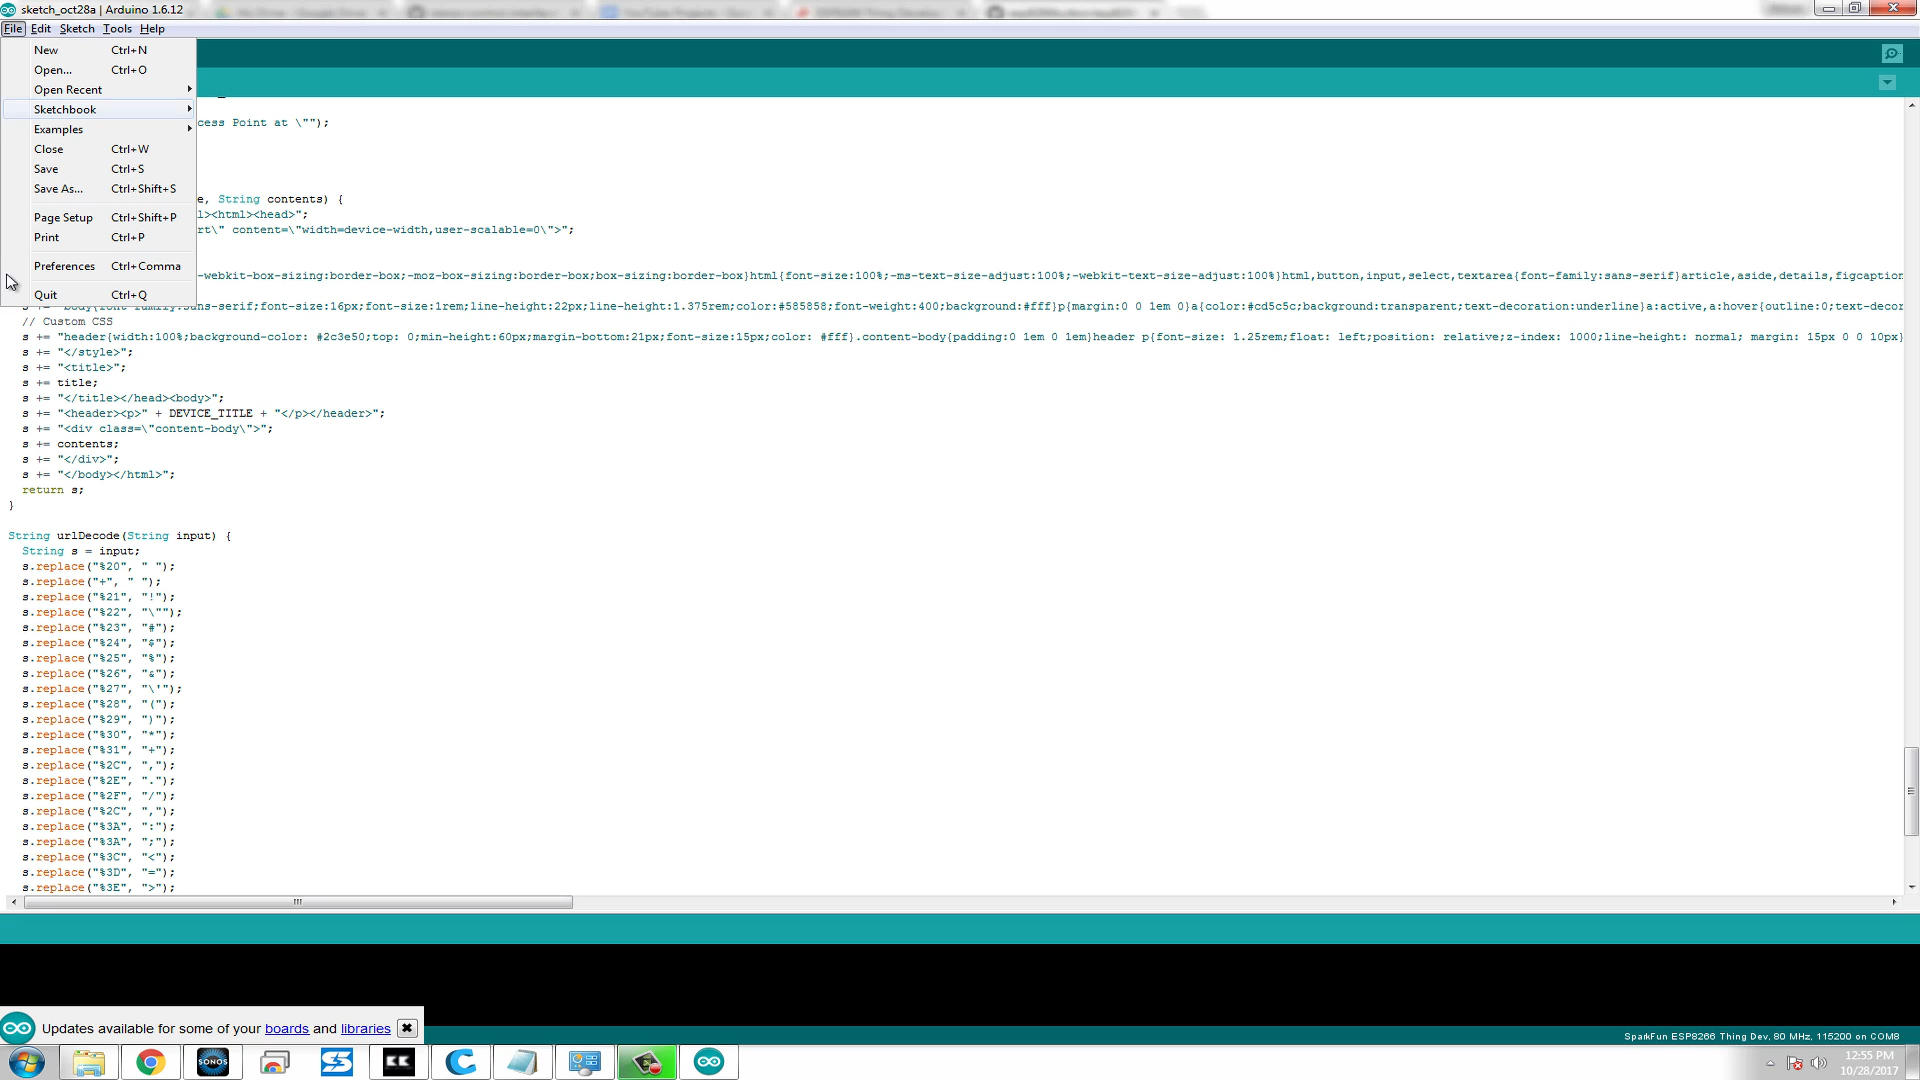 sketch_oct28a | Arduino 1.6.12
File Edit Sketch Tools Help
New Ctrl+N
Open... Ctrl+O
Open Recent
Sketchbook
Examples
Close Ctrl+W
Save Ctrl+S
Save As... Ctrl+Shift+S
Page Setup Ctrl+Shift+P
Print Ctrl+P
Preferences Ctrl+Comma
Quit Ctrl+Q
cess Point at \"");
e, String contents) {
l><html><head>";
rt\" content=\"width=device-width,user-scalable=0\">";
-webkit-box-sizing:border-box;-moz-box-sizing:border-box;box-sizing:border-box}html{font-size:100%;-ms-text-size-adjust:100%;-webkit-text-size-adjust:100%}html,button,input,select,textarea{font-family:sans-serif}article,aside,details,figcaption
s += "body{font-family:sans-serif;font-size:16px;font-size:1rem;line-height:22px;line-height:1.375rem;color:#585858;font-weight:400;background:#fff}p{margin:0 0 1em 0}a{color:#cd5c5c;background:transparent;text-decoration:underline}a:active,a:hover{outline:0;text-decor
// Custom CSS
s += "header{width:100%;background-color: #2c3e50;top: 0;min-height:60px;margin-bottom:21px;font-size:15px;color: #fff}.content-body{padding:0 1em 0 1em}header p{font-size: 1.25rem;float: left;position: relative;z-index: 1000;line-height: normal; margin: 15px 0 0 10px}
s += "</style>";
s += "<title>";
s += title;
s += "</title></head><body>";
s += "<header><p>" + DEVICE_TITLE + "</p></header>";
s += "<div class=\"content-body\">";
s += contents;
s += "</div>";
s += "</body></html>";
return s;
}
String urlDecode(String input) {
String s = input;
s.replace("%20", " ");
s.replace("+", " ");
s.replace("%21", "!");
s.replace("%22", "\"");
s.replace("%23", "#");
s.replace("%24", "$");
s.replace("%25", "%");
s.replace("%26", "&");
s.replace("%27", "\'");
s.replace("%28", "(");
s.replace("%29", ")");
s.replace("%30", "*");
s.replace("%31", "+");
s.replace("%2C", ",");
s.replace("%2E", ".");
s.replace("%2F", "/");
s.replace("%2C", ",");
s.replace("%3A", ":");
s.replace("%3A", ";");
s.replace("%3C", "<");
s.replace("%3D", "=");
s.replace("%3E", ">");
Updates available for some of your boards and libraries
SparkFun ESP8266 Thing Dev, 80 MHz, 115200 on COM8
SONOS
12:55 PM
10/28/2017